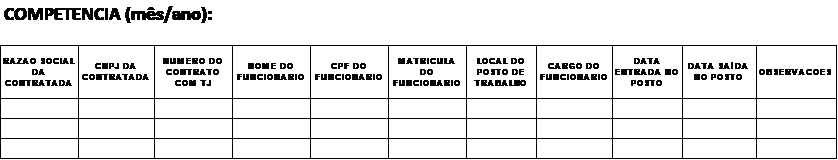 COMPETENCIA (mês/ano):
RAZAO SOCIAL DA CONTRATADA
CNPJ DA CONTRATADA
NUMERO DO CONTRATO COM TJ
NOME DO FUNCIONARIO
CPF DO FUNCIONARIO
MATRICULA DO FUNCIONARIO
LOCAL DO POSTO DE TRABALHO
CARGO DO FUNCIONARIO
DATA ENTRADA NO POSTO
DATA SAÍDA NO POSTO
OBSERVACOES